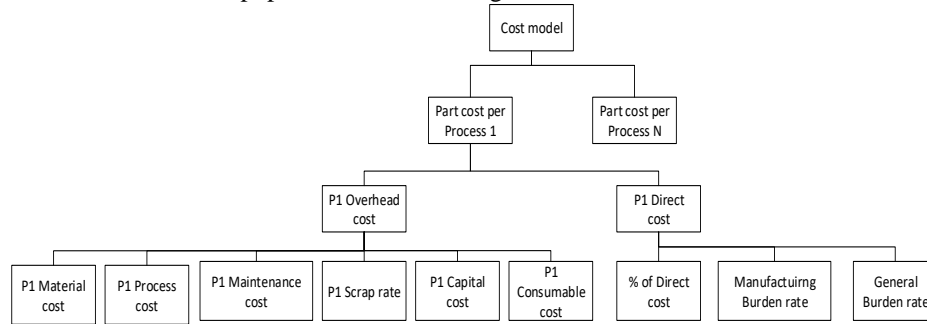 Cost model
Part cost per
Process 1
Part cost per
Process N
P1 Overhead
cost
P1 Direct
cost
P1 Material
cost
P1 Process
cost
P1 Maintenance
cost
P1 Scrap rate
P1 Capital
cost
P1
Consumable
cost
% of Direct
cost
Manufactuirng
Burden rate
General
Burden rate